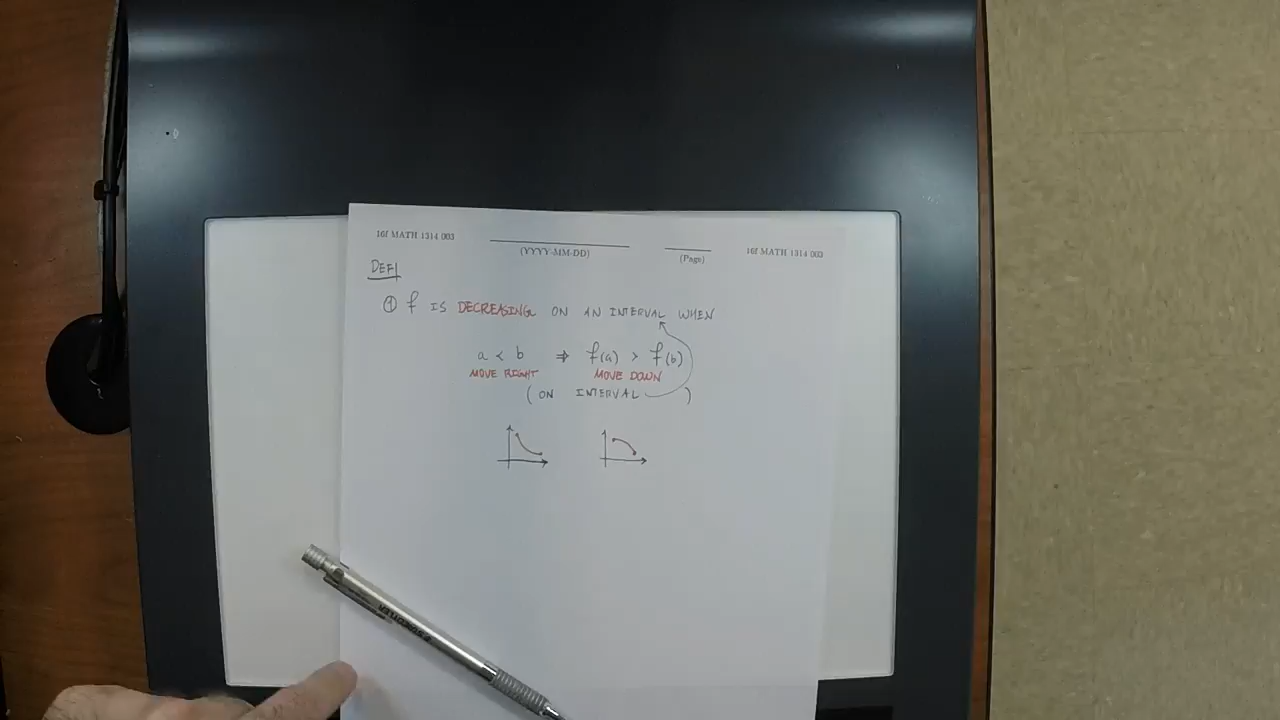 16f MATH 1314 003
(YYYY-MM-DD)
(Page)
16f MATH 1314 003
DEF
① f IS DECREASING ON AN INTERVAL WHEN
a < b ⇒ f(a) > f(b)
MOVE RIGHT MOVE DOWN
(ON INTERVAL )